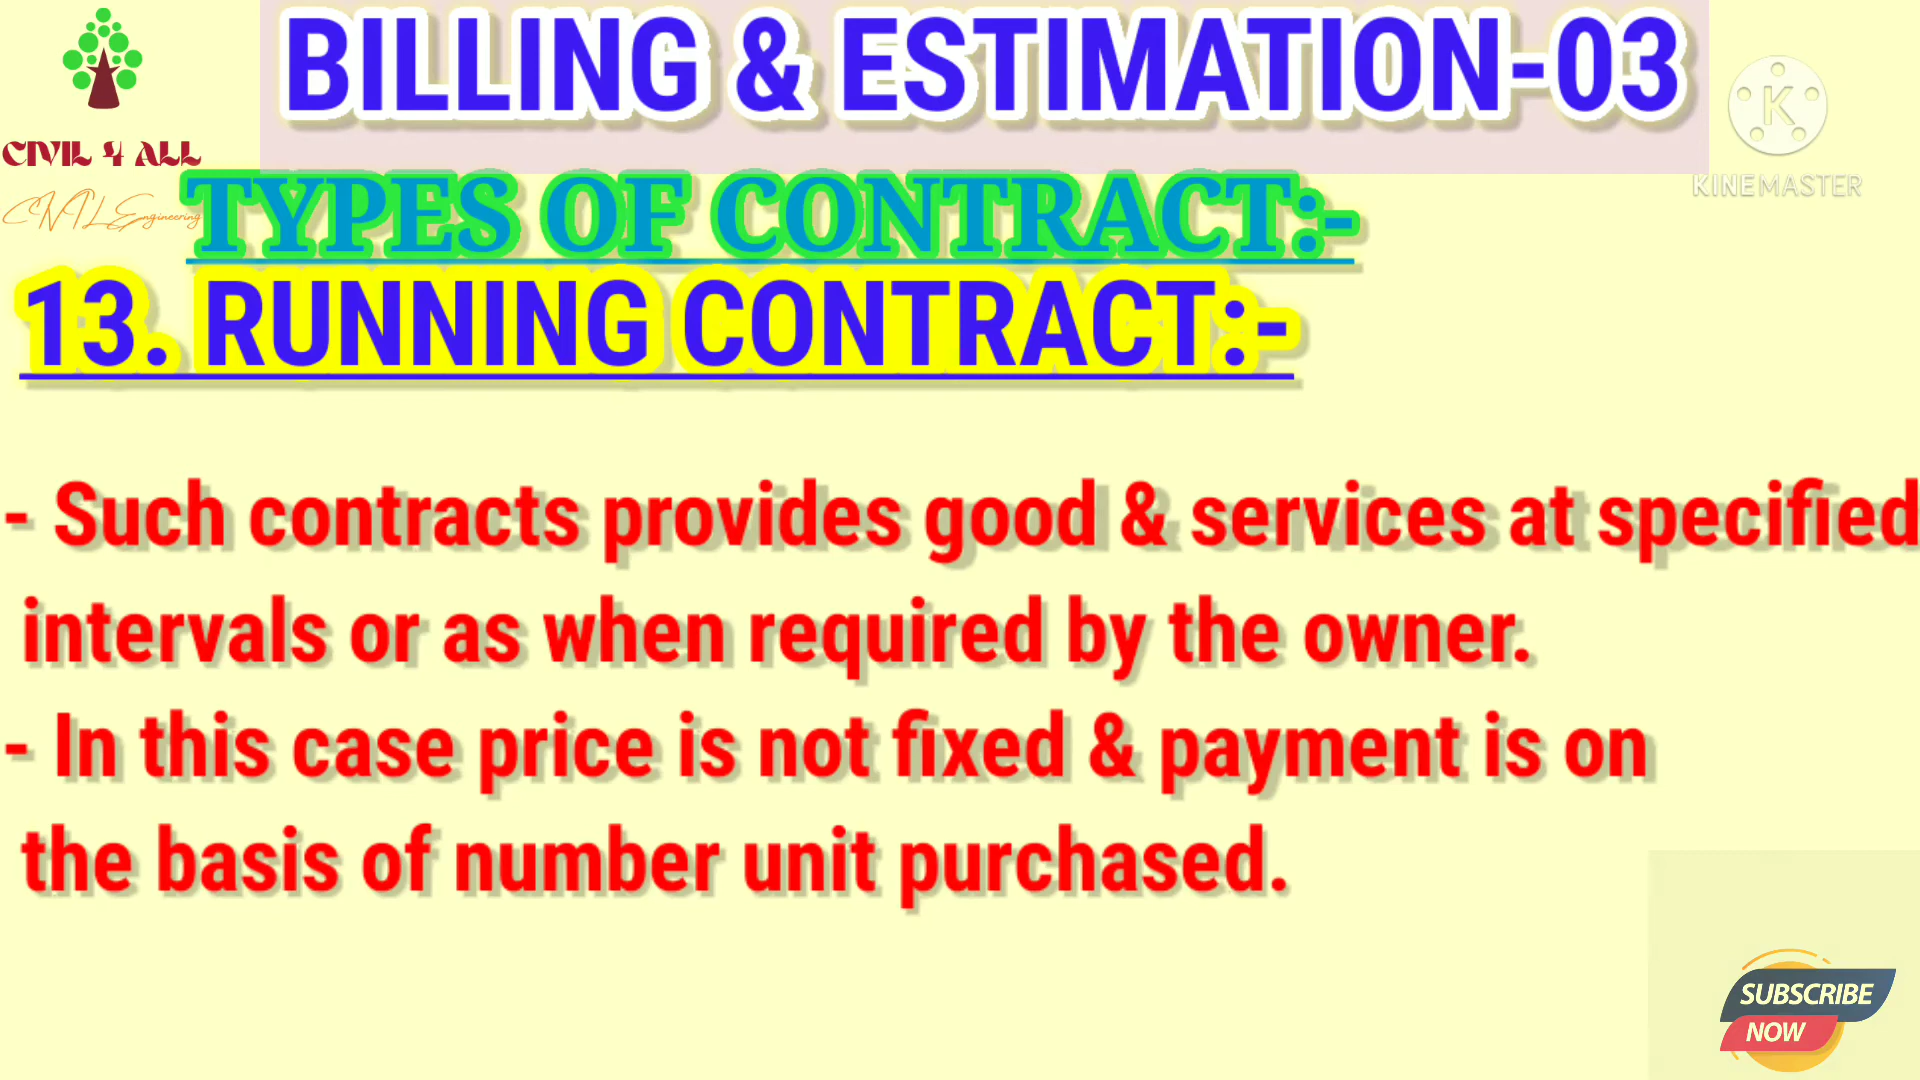 BILLING & ESTIMATION-03
K
KINEMASTER
CIVIL 4 ALL
CIVIL Engineering
TYPES OF CONTRACT:-
13. RUNNING CONTRACT:-
- Such contracts provides good & services at specified
intervals or as when required by the owner.
- In this case price is not fixed & payment is on
the basis of number unit purchased.
SUBSCRIBE
NOW